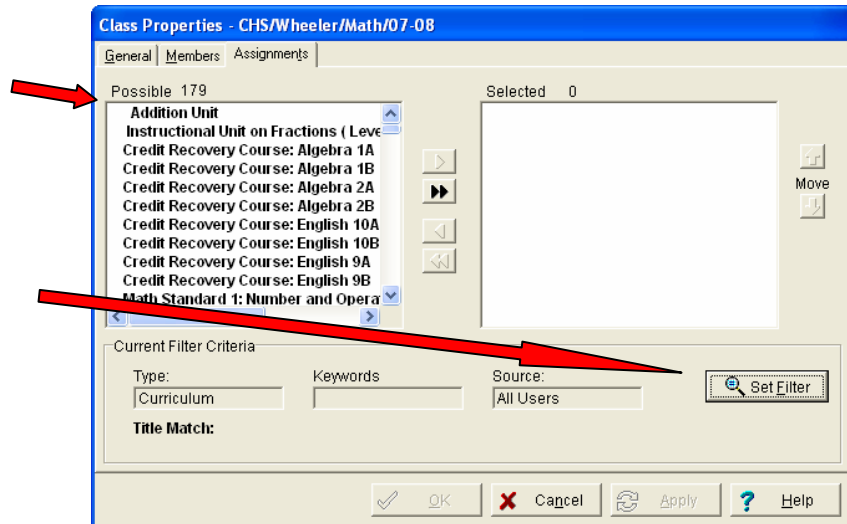 Class Properties - CHS/Wheeler/Math/07-08
General Members Assignments
Possible 179
Selected 0
Addition Unit
Instructional Unit on Fractions ( Leve
Credit Recovery Course: Algebra 1A
Credit Recovery Course: Algebra 1B
Credit Recovery Course: Algebra 2A
Credit Recovery Course: Algebra 2B
Credit Recovery Course: English 10A
Credit Recovery Course: English 10B
Credit Recovery Course: English 9A
Credit Recovery Course: English 9B
Math Standard 1: Number and Opera
Move
Current Filter Criteria
Type: Keywords Source:
Curriculum All Users
Set Filter
Title Match:
OK Cancel Apply ? Help